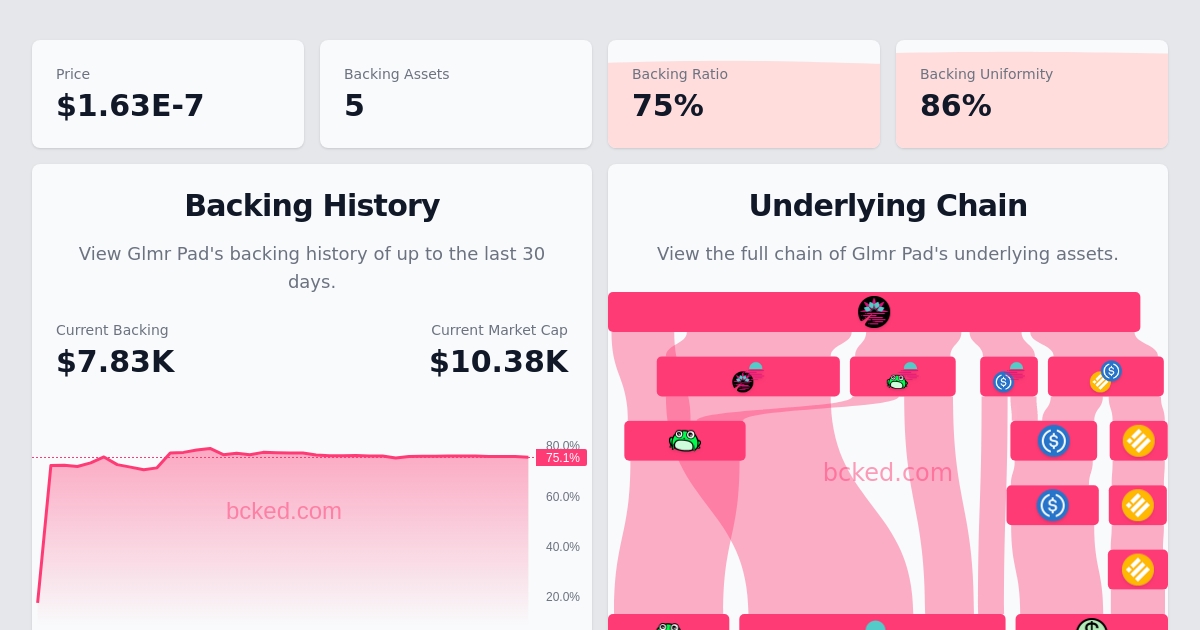 Price
$1.63E-7
Backing Assets
5
Backing Ratio
75%
Backing Uniformity
86%
Backing History
View Glmr Pad's backing history of up to the last 30
days.
Current Backing
$7.83K
Current Market Cap
$10.38K
80.0%
75.1%
60.0%
40.0%
20.0%
bcked.com
Underlying Chain
View the full chain of Glmr Pad's underlying assets.
bcked.com